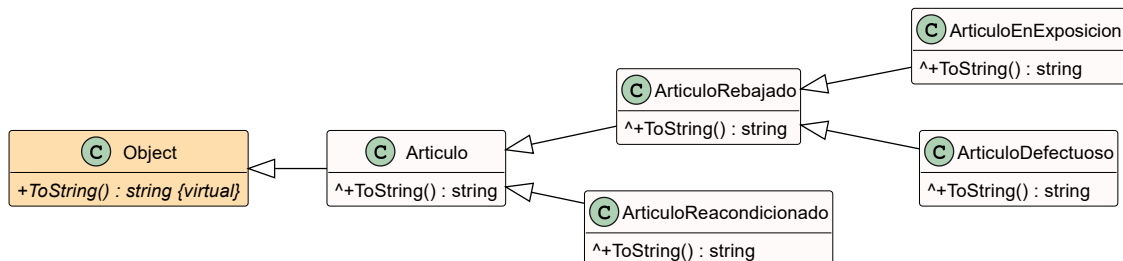 C Object
+ToString() : string {virtual}
C Articulo
^+ToString() : string
C ArticuloRebajado
^+ToString() : string
C ArticuloReacondicionado
^+ToString() : string
C ArticuloEnExposicion
^+ToString() : string
C ArticuloDefectuoso
^+ToString() : string